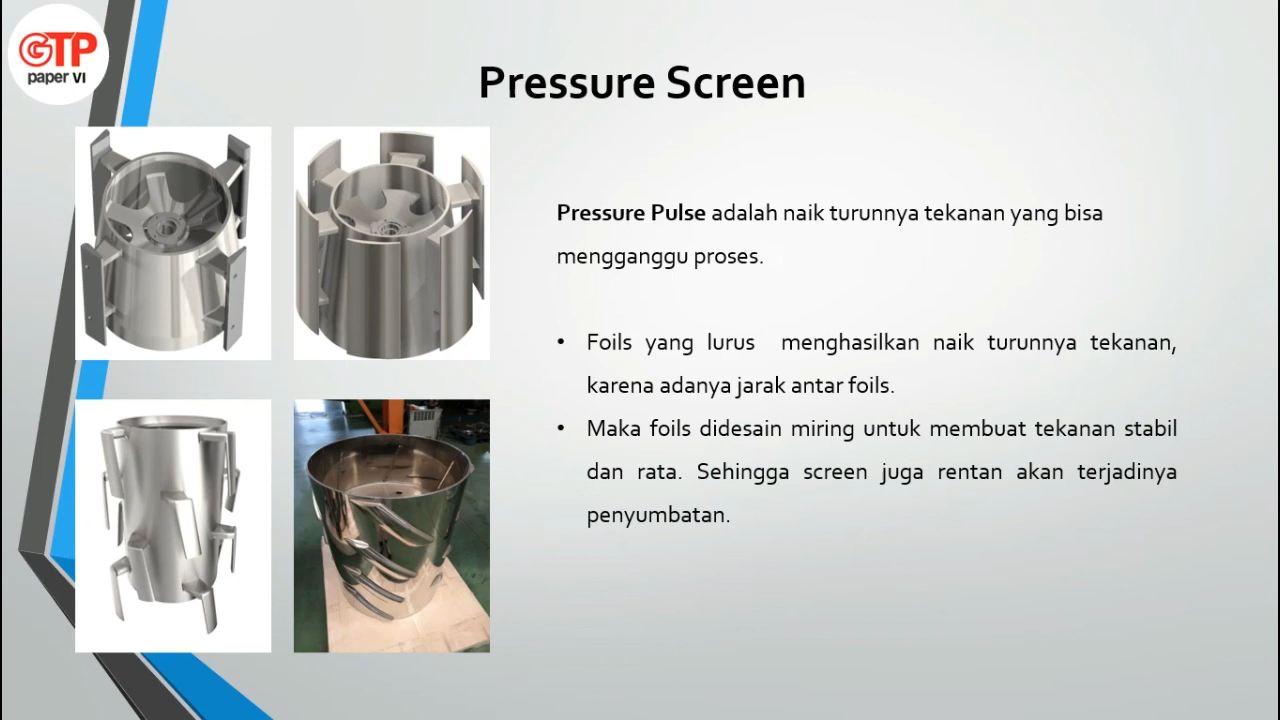 GTP
paper VI
Pressure Screen
Pressure Pulse adalah naik turunnya tekanan yang bisa
mengganggu proses.
• Foils yang lurus menghasilkan naik turunnya tekanan,
karena adanya jarak antar foils.
• Maka foils didesain miring untuk membuat tekanan stabil
dan rata. Sehingga screen juga rentan akan terjadinya
penyumbatan.